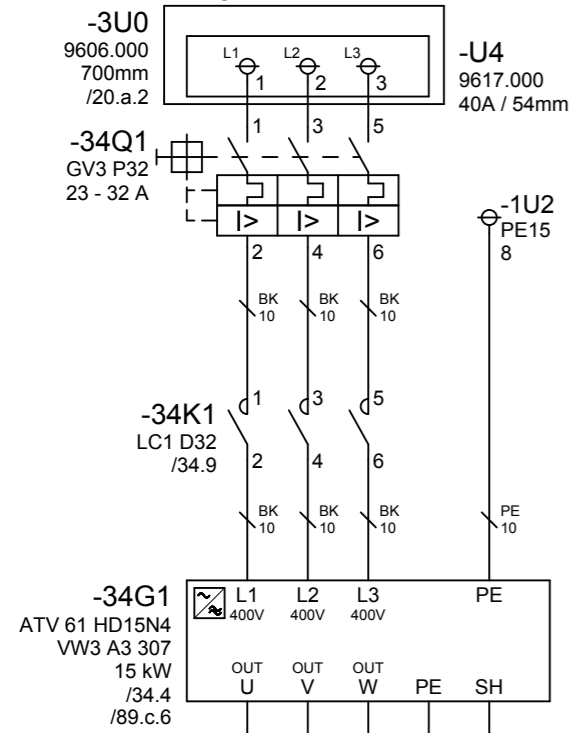 -3U0
9606.000
700mm
/20.a.2
L1 L2 L3
1 2 3
-U4
9617.000
40A / 54mm
-34Q1
GV3 P32
23 - 32 A
1 3 5
I> I> I>
2 4 6
-1U2
PE15
8
BK BK BK
10 10 10
-34K1
LC1 D32
/34.9
1 3 5
2 4 6
BK BK BK PE
10 10 10 10
-34G1
ATV 61 HD15N4
VW3 A3 307
15 kW
/34.4
/89.c.6
L1 L2 L3 PE
400V 400V 400V
OUT OUT OUT
U V W PE SH